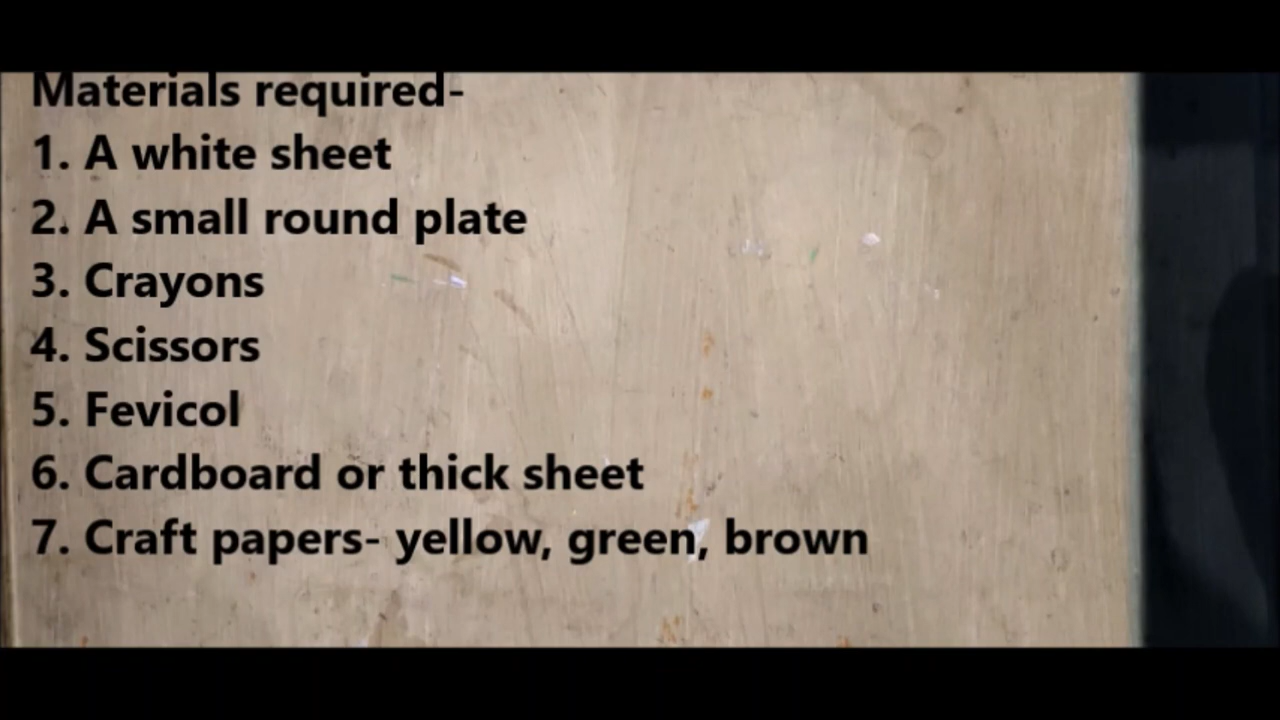 Materials required-
1. A white sheet
2. A small round plate
3. Crayons
4. Scissors
5. Fevicol
6. Cardboard or thick sheet
7. Craft papers- yellow, green, brown